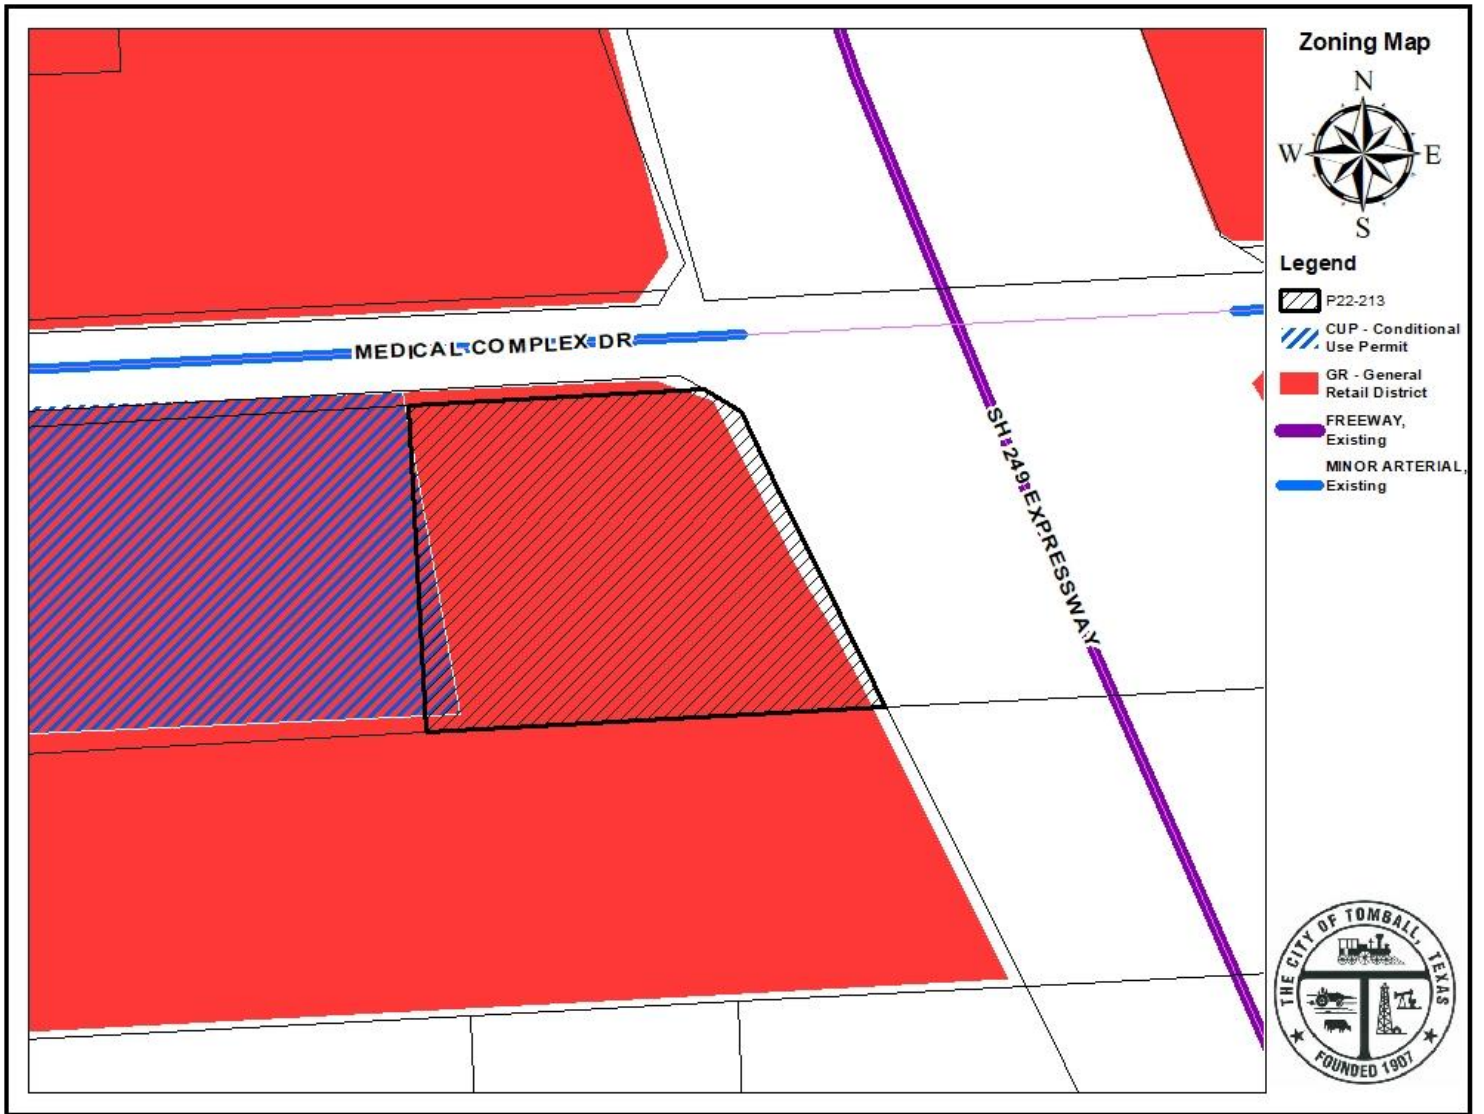 Zoning Map
N
W E
S
Legend
P22-213
CUP - Conditional
Use Permit
GR - General
Retail District
FREEWAY,
Existing
MINOR ARTERIAL,
Existing
MEDICAL COMPLEX DR
SH 249 EXPRESSWAY
THE CITY OF TOMBALL, TEXAS
FOUNDED 1907